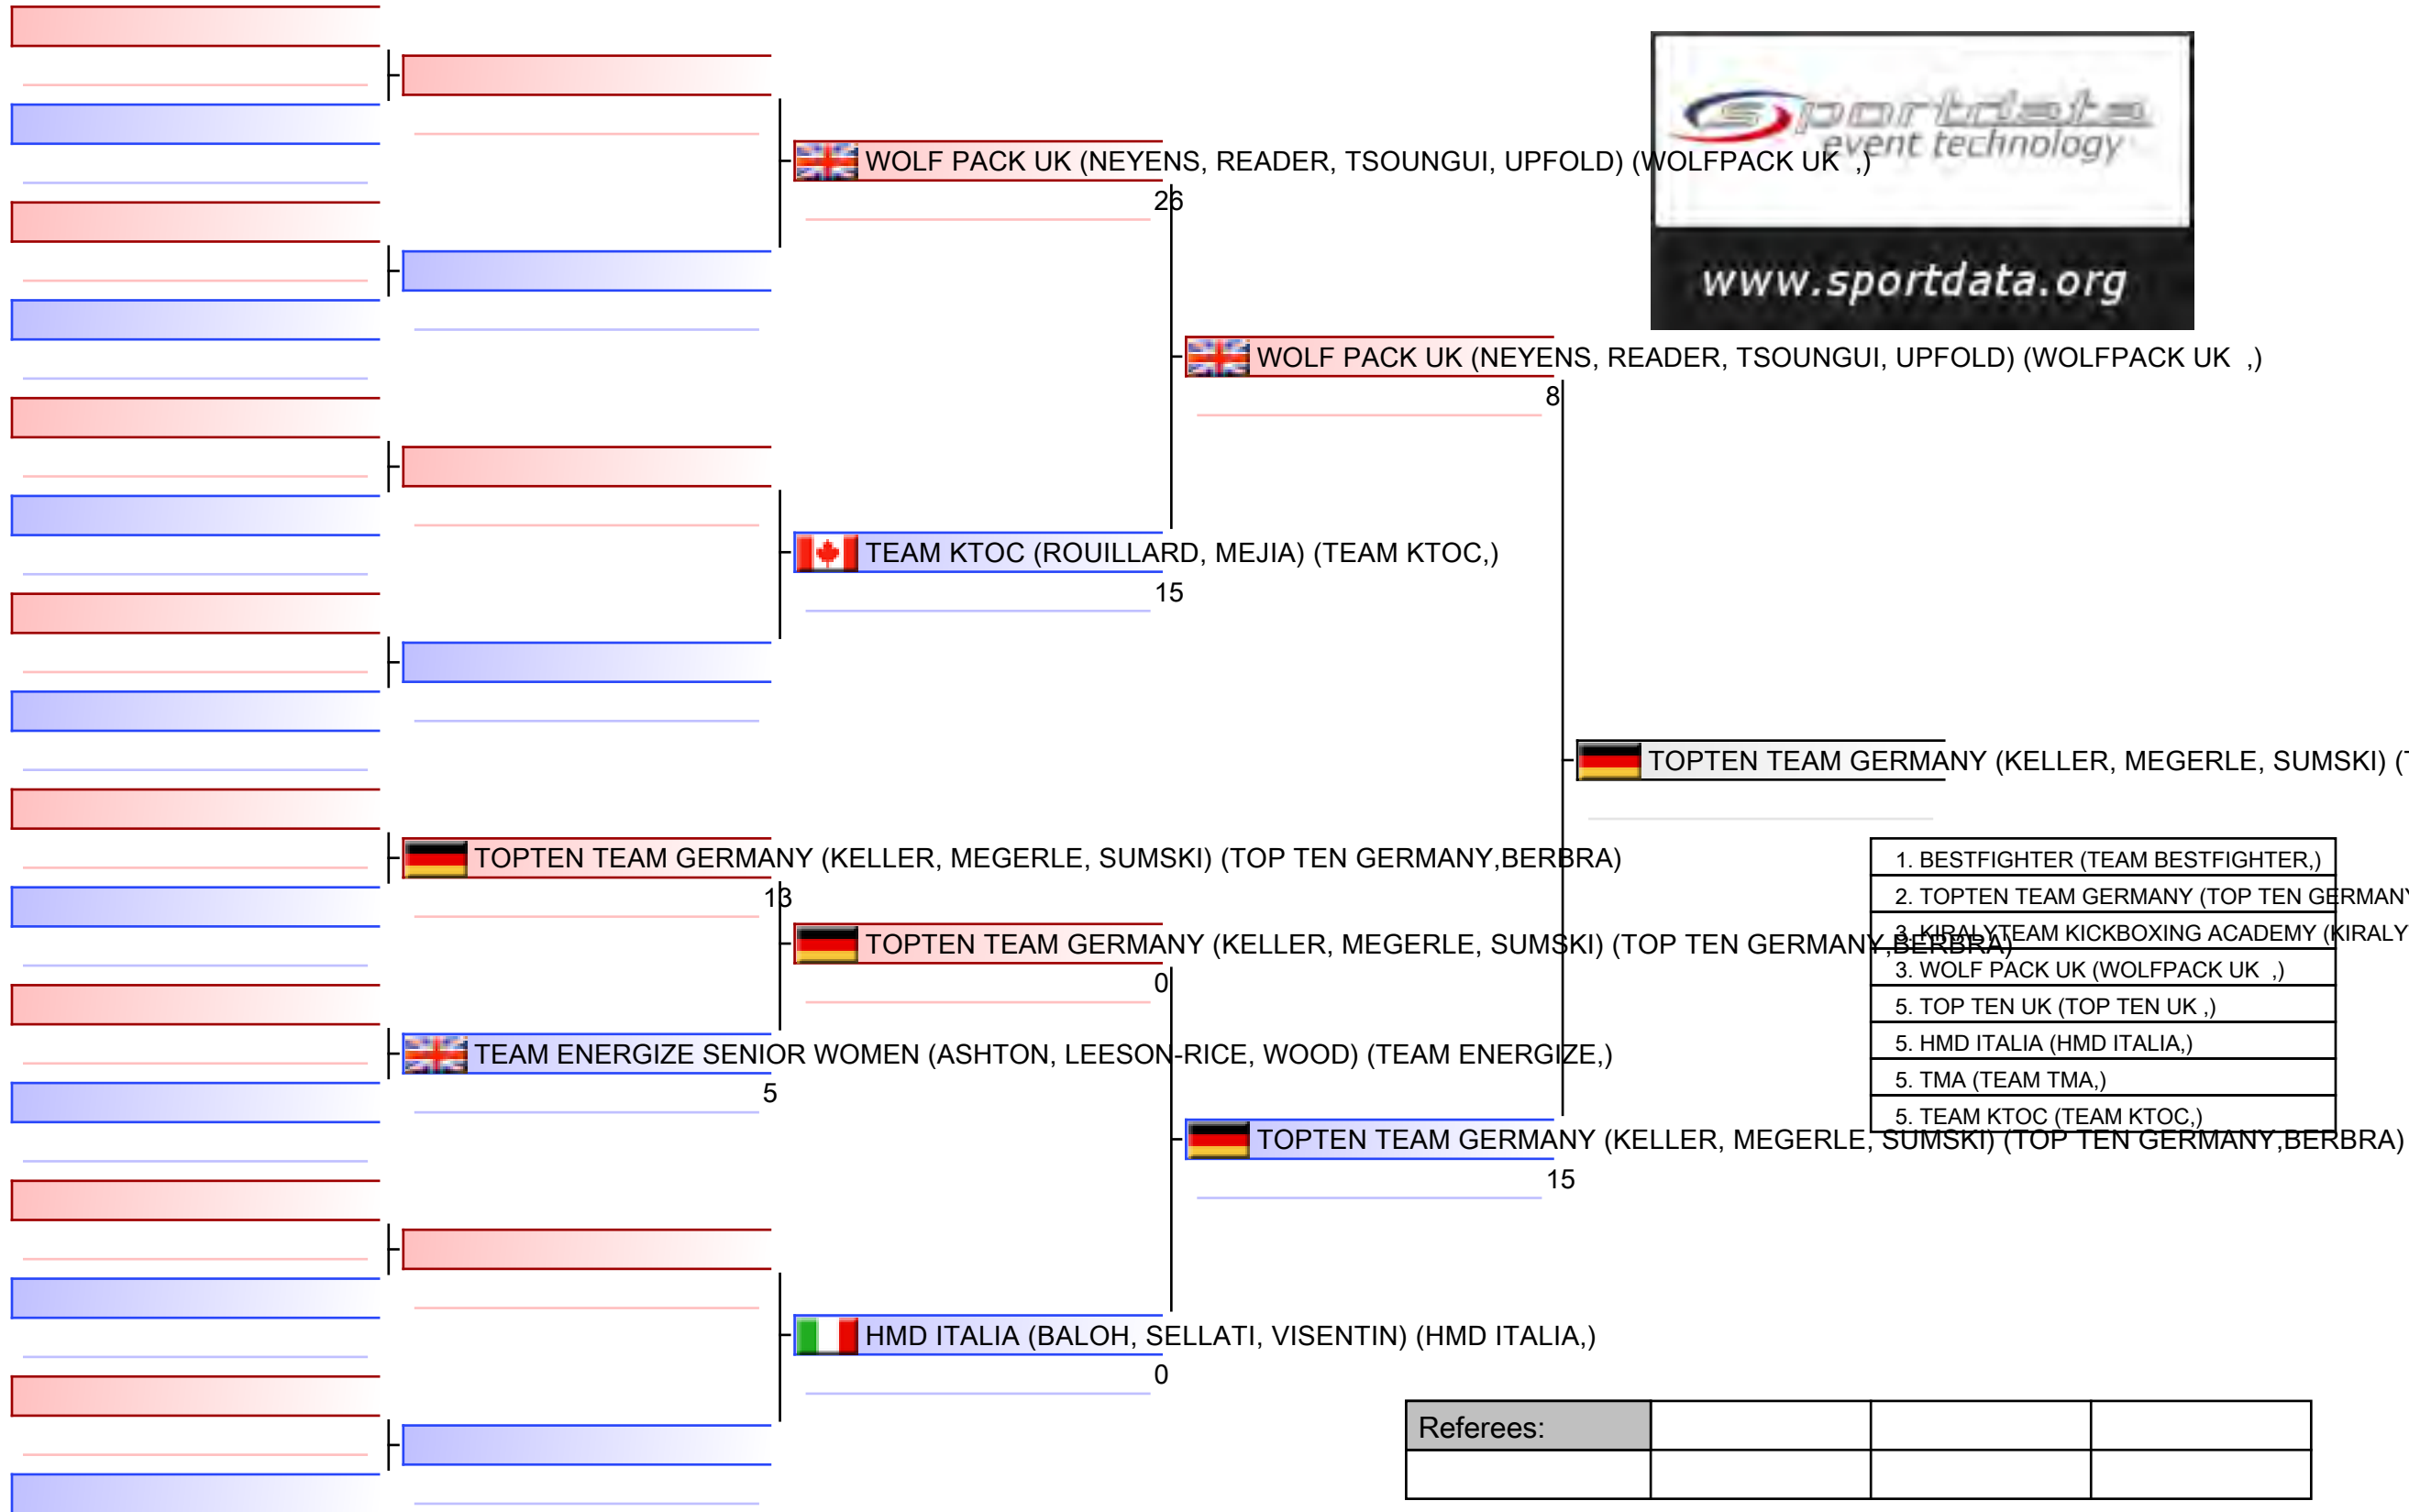 sportdata
event technology
www.sportdata.org
WOLF PACK UK (NEYENS, READER, TSOUNGUI, UPFOLD) (WOLFPACK UK ,)
26
WOLF PACK UK (NEYENS, READER, TSOUNGUI, UPFOLD) (WOLFPACK UK ,)
8
TEAM KTOC (ROUILLARD, MEJIA) (TEAM KTOC,)
15
TOPTEN TEAM GERMANY (KELLER, MEGERLE, SUMSKI) (T
TOPTEN TEAM GERMANY (KELLER, MEGERLE, SUMSKI) (TOP TEN GERMANY,BERBRA)
13
TOPTEN TEAM GERMANY (KELLER, MEGERLE, SUMSKI) (TOP TEN GERMANY,BERBRA)
0
TEAM ENERGIZE SENIOR WOMEN (ASHTON, LEESON-RICE, WOOD) (TEAM ENERGIZE,)
5
1. BESTFIGHTER (TEAM BESTFIGHTER,)
2. TOPTEN TEAM GERMANY (TOP TEN GERMANY
3. KIRALYTEAM KICKBOXING ACADEMY (KIRALY
3. WOLF PACK UK (WOLFPACK UK ,)
5. TOP TEN UK (TOP TEN UK ,)
5. HMD ITALIA (HMD ITALIA,)
5. TMA (TEAM TMA,)
5. TEAM KTOC (TEAM KTOC,)
TOPTEN TEAM GERMANY (KELLER, MEGERLE, SUMSKI) (TOP TEN GERMANY,BERBRA)
15
HMD ITALIA (BALOH, SELLATI, VISENTIN) (HMD ITALIA,)
0
Referees: